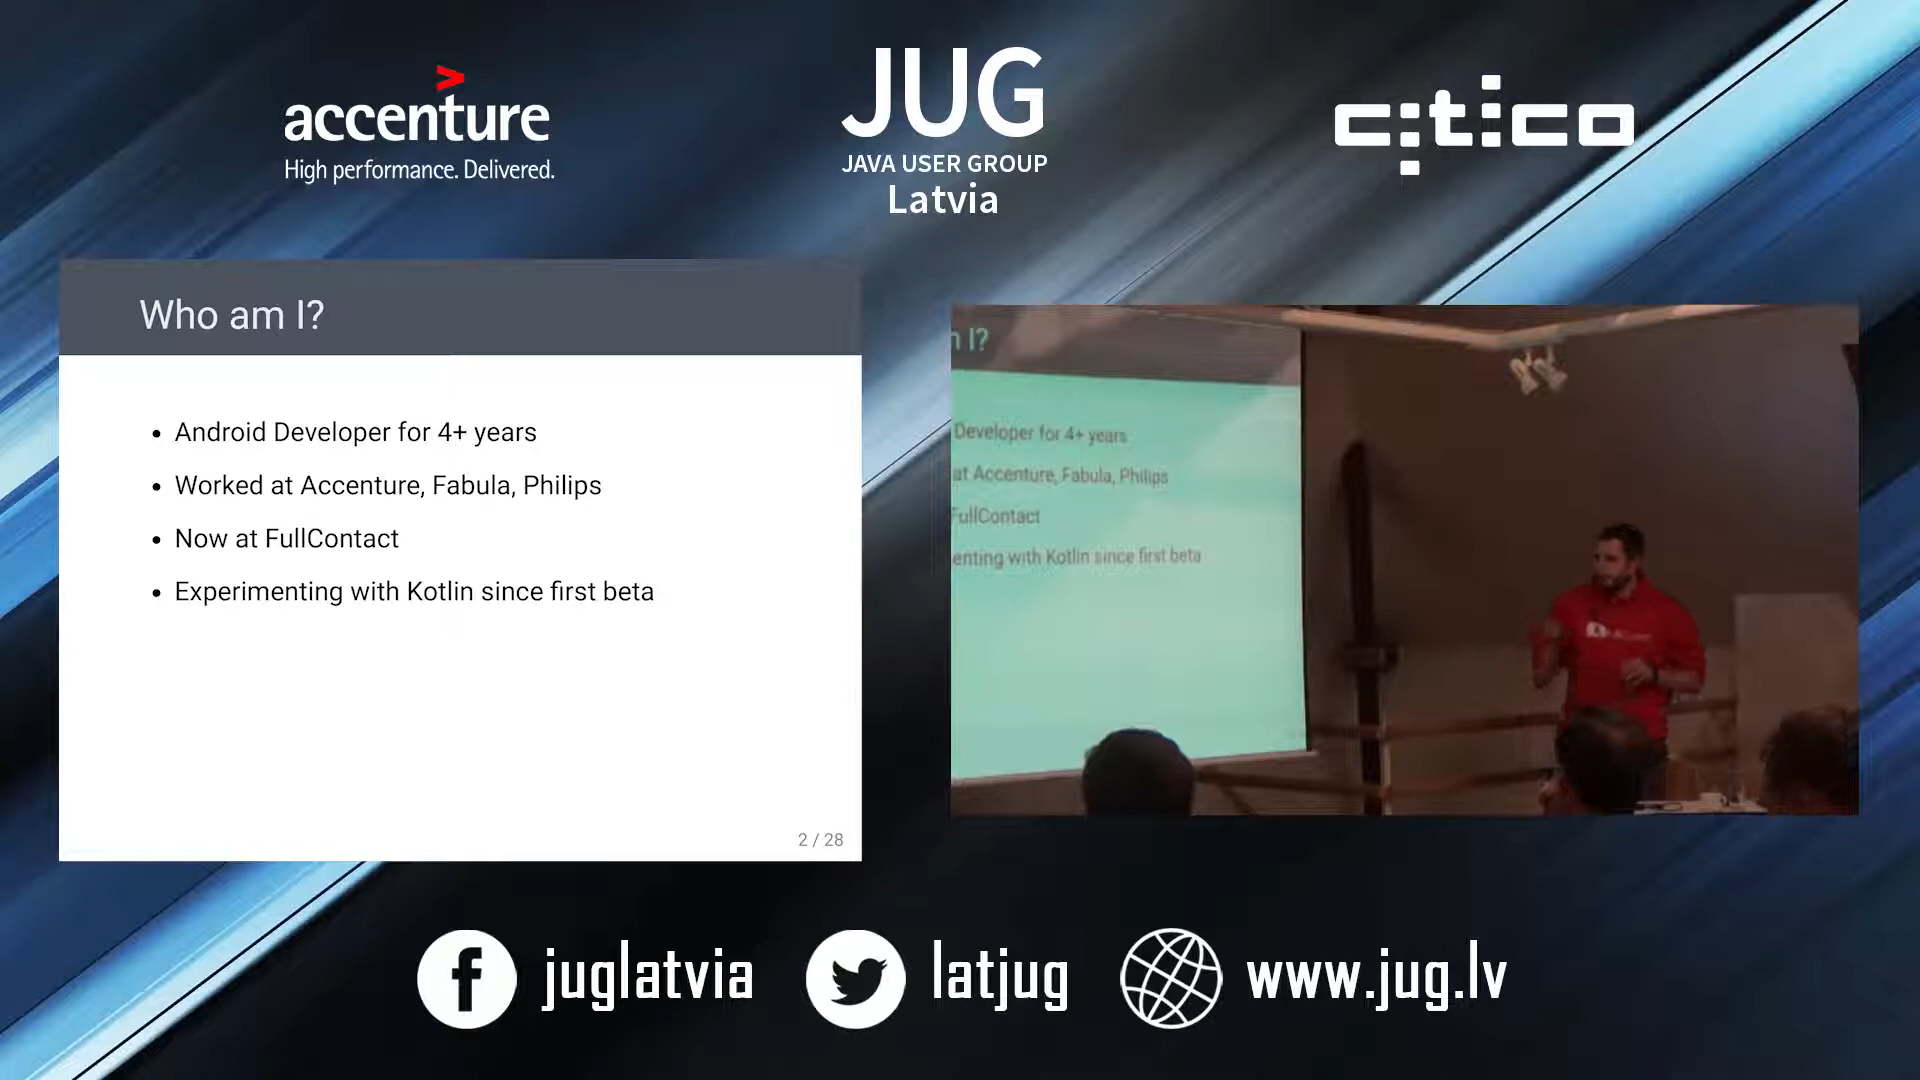 accenture
High performance. Delivered.
JUG
JAVA USER GROUP
Latvia
citico
Who am I?
• Android Developer for 4+ years
• Worked at Accenture, Fabula, Philips
• Now at FullContact
• Experimenting with Kotlin since first beta
2 / 28
I?
Developer for 4+ years
at Accenture, Fabula, Philips
FullContact
enting with Kotlin since first beta
juglatvia
latjug
www.jug.lv